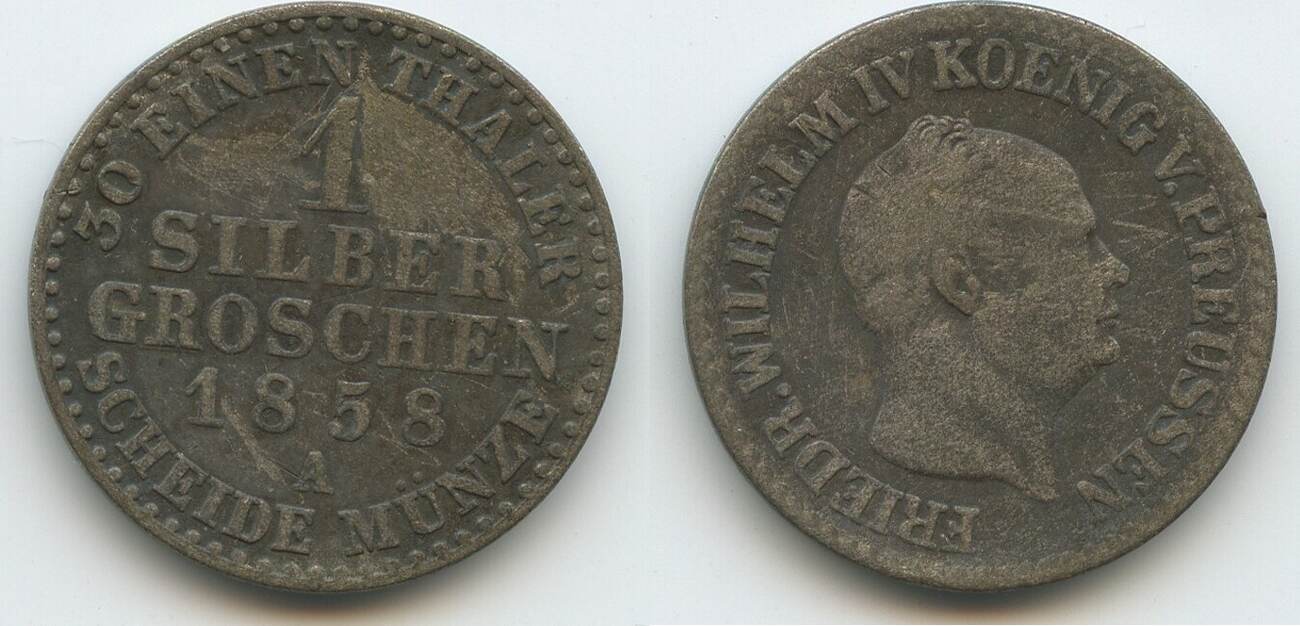 30 EINEN THALER
1
SILBER
GROSCHEN
1858
A
SCHEIDE MÜNZE
FRIEDR. WILHELM IV KOENIG V. PREUSSEN